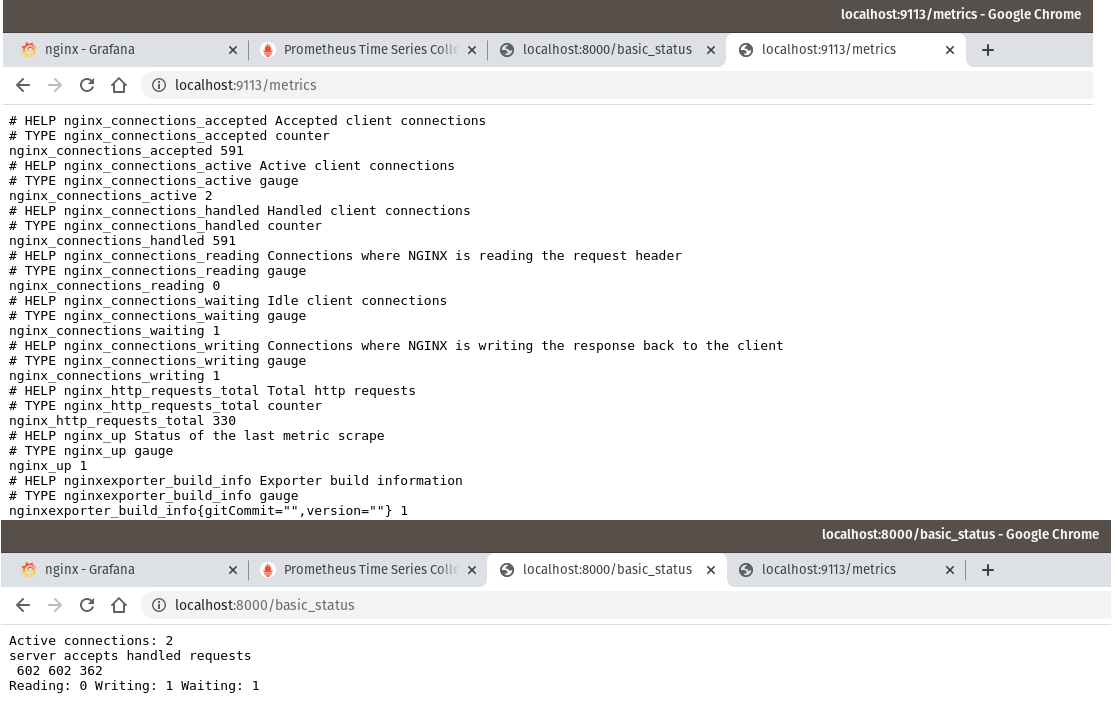 localhost:9113/metrics - Google Chrome
nginx - Grafana
Prometheus Time Series Colle
localhost:8000/basic_status
localhost:9113/metrics
localhost:9113/metrics
# HELP nginx_connections_accepted Accepted client connections
# TYPE nginx_connections_accepted counter
nginx_connections_accepted 591
# HELP nginx_connections_active Active client connections
# TYPE nginx_connections_active gauge
nginx_connections_active 2
# HELP nginx_connections_handled Handled client connections
# TYPE nginx_connections_handled counter
nginx_connections_handled 591
# HELP nginx_connections_reading Connections where NGINX is reading the request header
# TYPE nginx_connections_reading gauge
nginx_connections_reading 0
# HELP nginx_connections_waiting Idle client connections
# TYPE nginx_connections_waiting gauge
nginx_connections_waiting 1
# HELP nginx_connections_writing Connections where NGINX is writing the response back to the client
# TYPE nginx_connections_writing gauge
nginx_connections_writing 1
# HELP nginx_http_requests_total Total http requests
# TYPE nginx_http_requests_total counter
nginx_http_requests_total 330
# HELP nginx_up Status of the last metric scrape
# TYPE nginx_up gauge
nginx_up 1
# HELP nginxexporter_build_info Exporter build information
# TYPE nginxexporter_build_info gauge
nginxexporter_build_info{gitCommit="",version=""} 1
localhost:8000/basic_status - Google Chrome
nginx - Grafana
Prometheus Time Series Colle
localhost:8000/basic_status
localhost:9113/metrics
localhost:8000/basic_status
Active connections: 2
server accepts handled requests
602 602 362
Reading: 0 Writing: 1 Waiting: 1